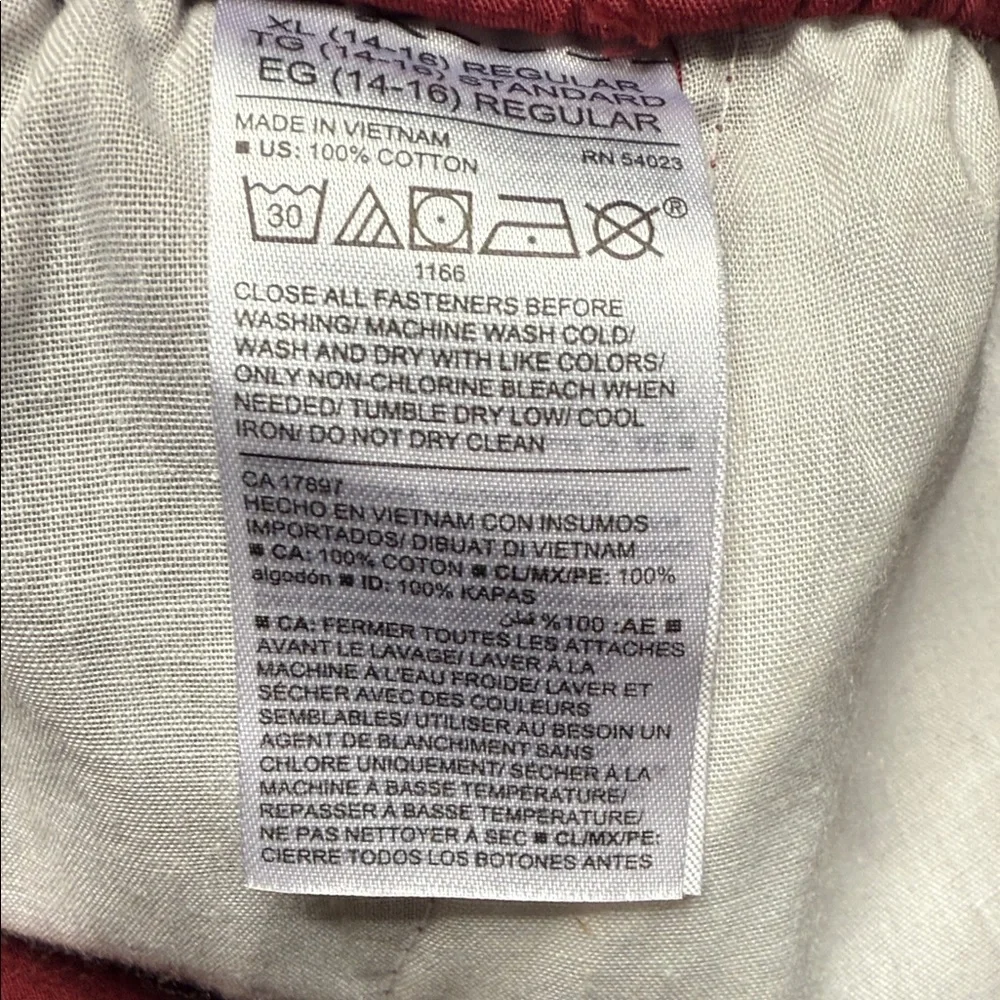 XL (14-16) REGULAR
TG (14-16) STANDARD
EG (14-16) REGULAR
MADE IN VIETNAM
RN 54023
■ US: 100% COTTON
30
®
1166
CLOSE ALL FASTENERS BEFORE
WASHING/ MACHINE WASH COLD/
WASH AND DRY WITH LIKE COLORS/
ONLY NON-CHLORINE BLEACH WHEN
NEEDED/ TUMBLE DRY LOW/ COOL
IRON/ DO NOT DRY CLEAN
CA 17897
HECHO EN VIETNAM CON INSUMOS
IMPORTADOS/ DIBUAT DI VIETNAM
■ CA: 100% COTON ■ CL/MX/PE: 100%
algodón ■ ID: 100% KAPAS
■ AE: 100% قطن
■ CA: FERMER TOUTES LES ATTACHES
AVANT LE LAVAGE/ LAVER À LA
MACHINE À L'EAU FROIDE/ LAVER ET
SÉCHER AVEC DES COULEURS
SEMBLABLES/ UTILISER AU BESOIN UN
AGENT DE BLANCHIMENT SANS
CHLORE UNIQUEMENT/ SÉCHER À LA
MACHINE À BASSE TEMPÉRATURE/
REPASSER À BASSE TEMPÉRATURE/
NE PAS NETTOYER À SEC ■ CL/MX/PE:
CIERRE TODOS LOS BOTONES ANTES